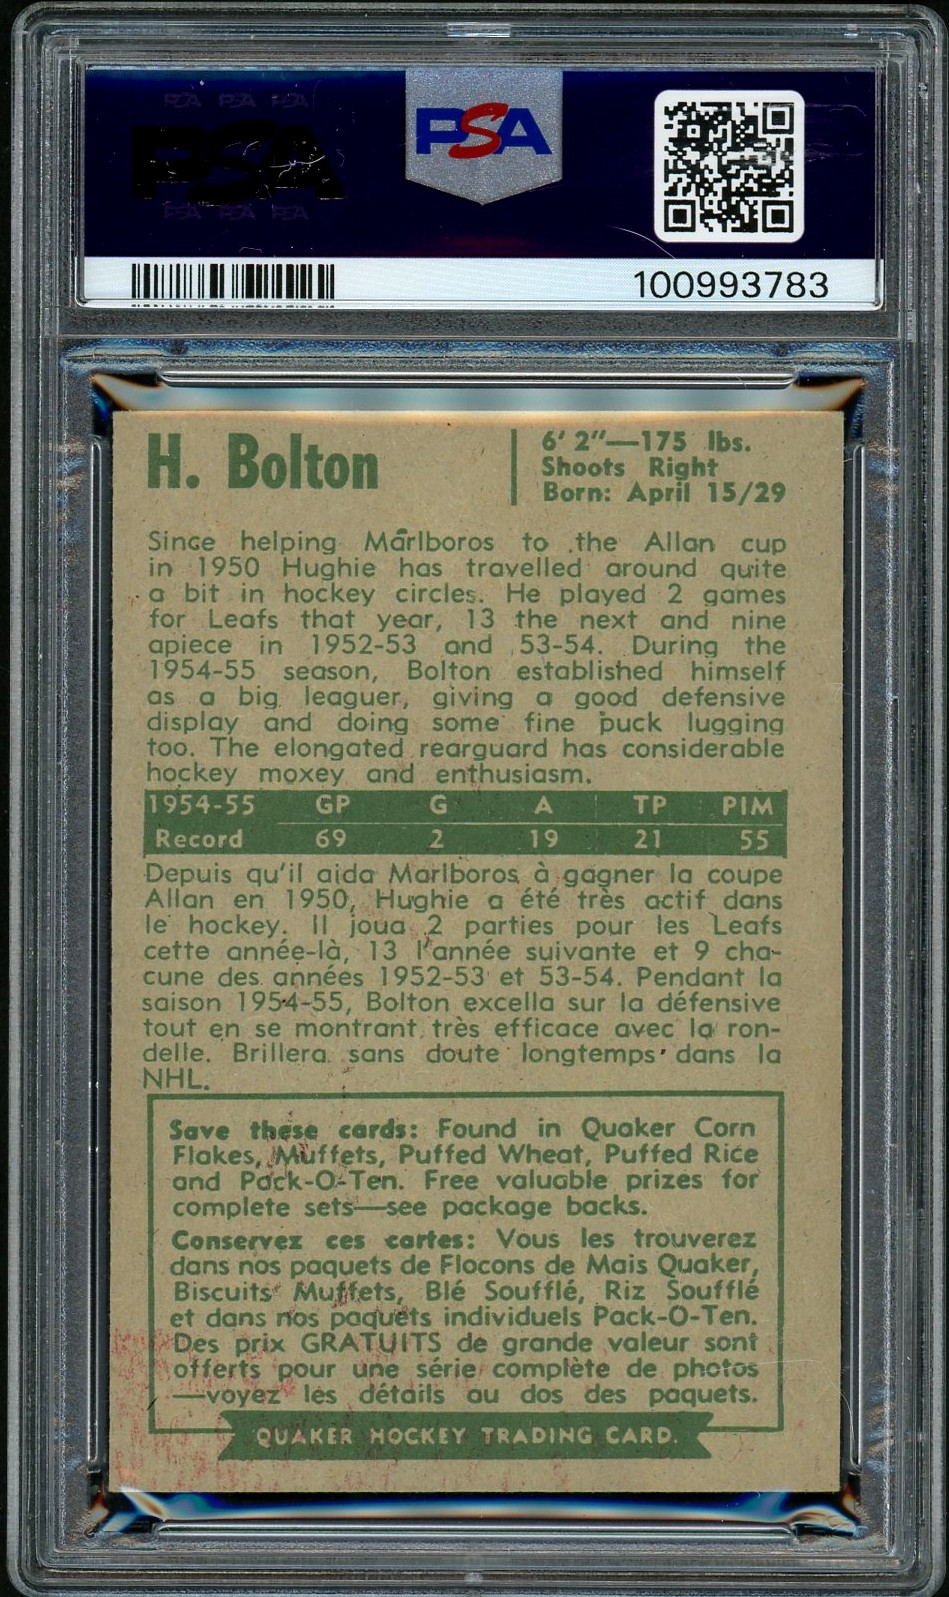 PSA PSA PSA
PSA
PSA PSA PSA
PSA
100993783
H. Bolton
6' 2"—175 lbs.
Shoots Right
Born: April 15/29
Since helping Marlboros to the Allan cup
in 1950 Hughie has travelled around quite
a bit in hockey circles. He played 2 games
for Leafs that year, 13 the next and nine
apiece in 1952-53 and 53-54. During the
1954-55 season, Bolton established himself
as a big leaguer, giving a good defensive
display and doing some fine puck lugging
too. The elongated rearguard has considerable
hockey moxey and enthusiasm.
1954-55 GP G A TP PIM
Record 69 2 19 21 55
Depuis qu'il aida Marlboros à gagner la coupe
Allan en 1950, Hughie a été très actif dans
le hockey. Il joua 2 parties pour les Leafs
cette année-là, 13 l'année suivante et 9 cha-
cune des années 1952-53 et 53-54. Pendant la
saison 1954-55, Bolton excella sur la défensive
tout en se montrant très efficace avec la ron-
delle. Brillera sans doute longtemps dans la
NHL.
Save these cards: Found in Quaker Corn
Flakes, Muffets, Puffed Wheat, Puffed Rice
and Pack-O-Ten. Free valuable prizes for
complete sets—see package backs.
Conservez ces cartes: Vous les trouverez
dans nos paquets de Flocons de Mais Quaker,
Biscuits Muffets, Blé Soufflé, Riz Soufflé
et dans nos paquets individuels Pack-O-Ten.
Des prix GRATUITS de grande valeur sont
offerts pour une série complète de photos
—voyez les détails au dos des paquets.
QUAKER HOCKEY TRADING CARD.